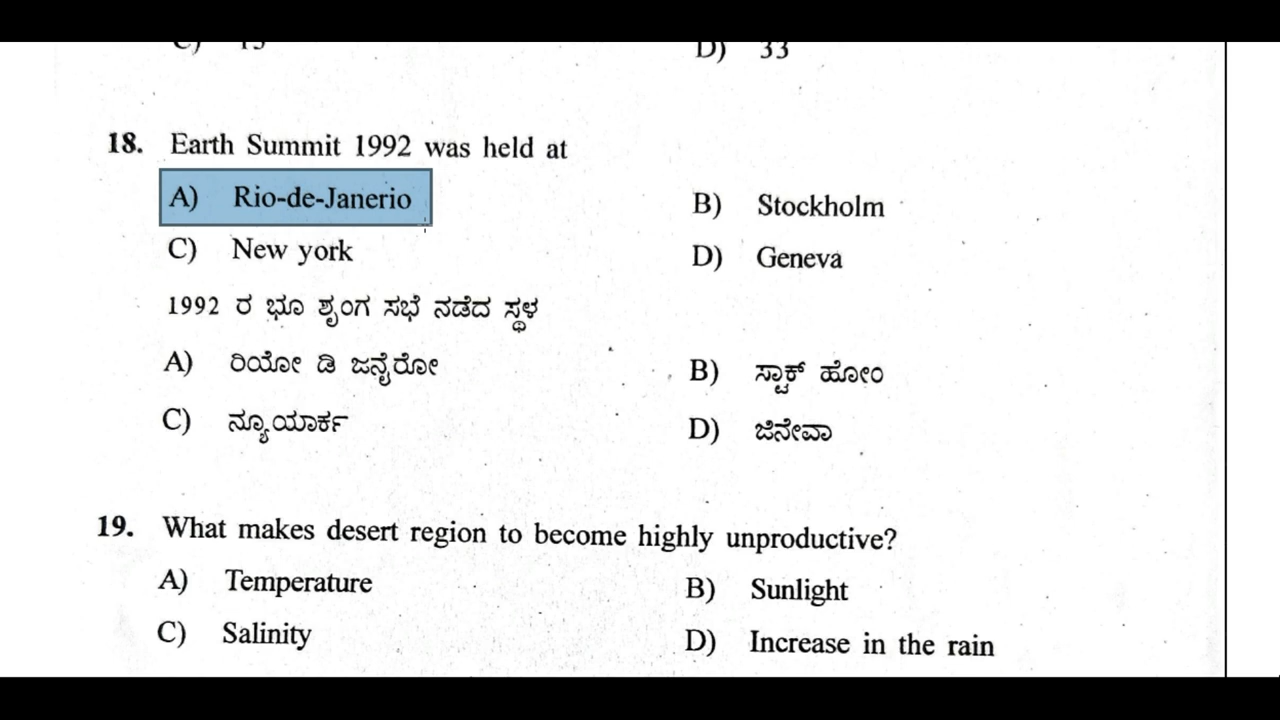 D) 33
18. Earth Summit 1992 was held at
A) Rio-de-Janerio B) Stockholm
C) New york D) Geneva
1992 ರ ಭೂ ಶೃಂಗ ಸಭೆ ನಡೆದ ಸ್ಥಳ
A) ರಿಯೋ ಡಿ ಜನೈರೋ B) ಸ್ಟಾಕ್ ಹೋಂ
C) ನ್ಯೂಯಾರ್ಕ D) ಜಿನೇವಾ
19. What makes desert region to become highly unproductive?
A) Temperature B) Sunlight
C) Salinity D) Increase in the rain